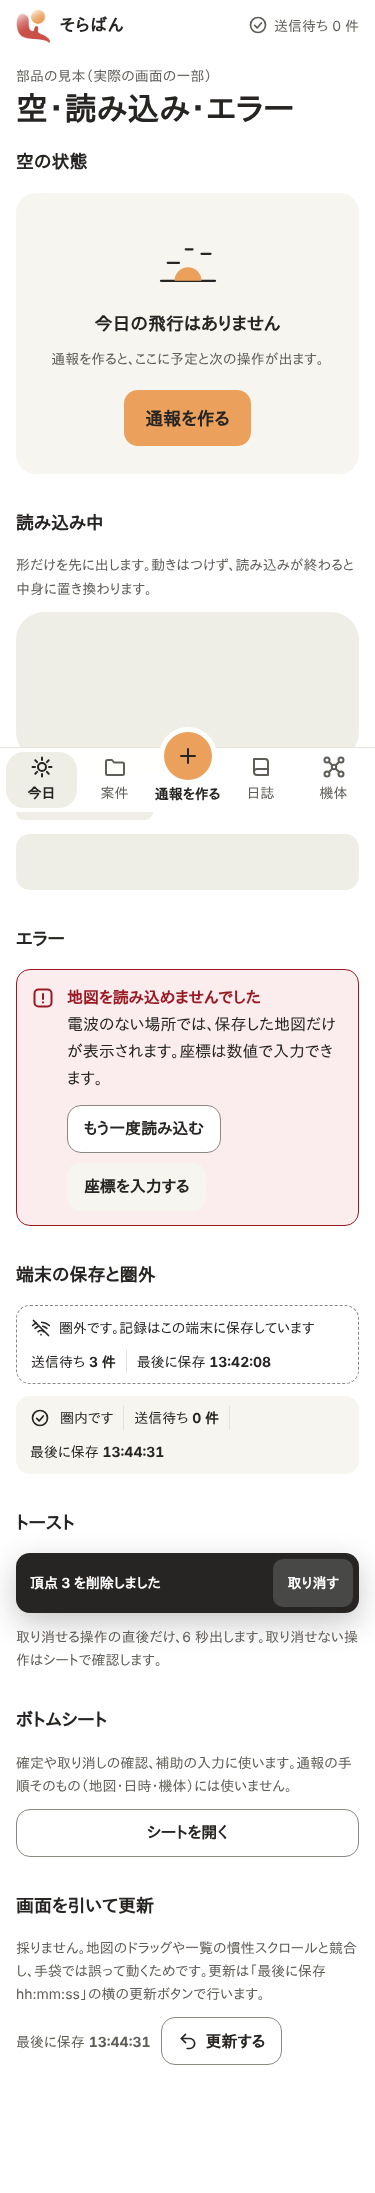 そらばん
送信待ち 0 件
部品の見本（実際の画面の一部）
空・読み込み・エラー
空の状態
今日の飛行はありません
通報を作ると、ここに予定と次の操作が出ます。
通報を作る
読み込み中
形だけを先に出します。動きはつけず、読み込みが終わると
中身に置き換わります。
今日
案件
通報を作る
日誌
機体
エラー
地図を読み込めませんでした
電波のない場所では、保存した地図だけ
が表示されます。座標は数値で入力でき
ます。
もう一度読み込む
座標を入力する
端末の保存と圏外
圏外です。記録はこの端末に保存しています
送信待ち 3 件 最後に保存 13:42:08
圏内です 送信待ち 0 件
最後に保存 13:44:31
トースト
頂点 3 を削除しました
取り消す
取り消せる操作の直後だけ、6 秒出します。取り消せない操
作はシートで確認します。
ボトムシート
確定や取り消しの確認、補助の入力に使います。通報の手
順そのもの（地図・日時・機体）には使いません。
シートを開く
画面を引いて更新
採りません。地図のドラッグや一覧の慣性スクロールと競合
し、手袋では誤って動くためです。更新は「最後に保存
hh:mm:ss」の横の更新ボタンで行います。
最後に保存 13:44:31
更新する